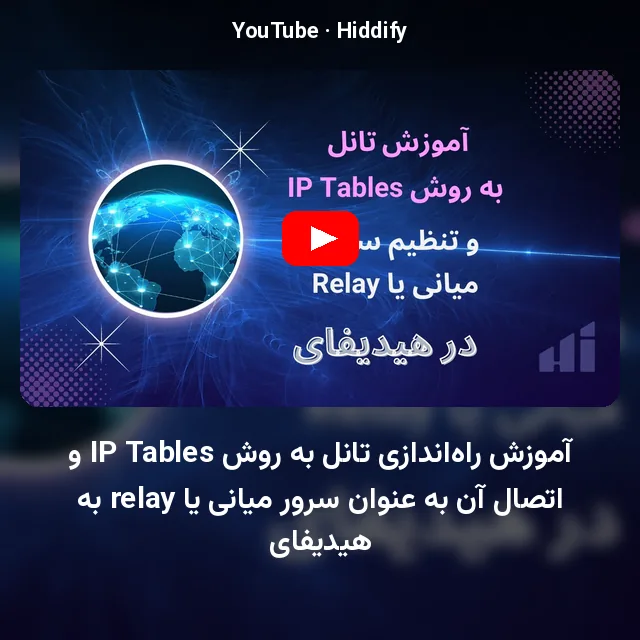 YouTube · Hiddify
آموزش تانل
به روش IP Tables
و تنظیم
میانی یا Relay
در هیدیفای
آموزش راه‌اندازی تانل به روش IP Tables و
اتصال آن به عنوان سرور میانی یا relay به
هیدیفای